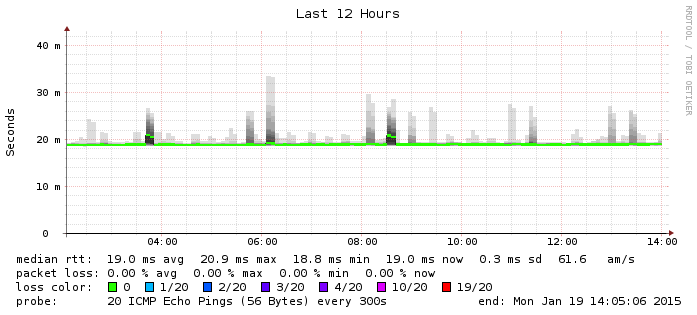 Last 12 Hours
RRDTOOL / TOBI OETIKER
Seconds
40 m
30 m
20 m
10 m
0
04:00 06:00 08:00 10:00 12:00 14:00
median rtt: 19.0 ms avg 20.9 ms max 18.8 ms min 19.0 ms now 0.3 ms sd 61.6 am/s
packet loss: 0.00 % avg 0.00 % max 0.00 % min 0.00 % now
loss color: 0 1/20 2/20 3/20 4/20 10/20 19/20
probe: 20 ICMP Echo Pings (56 Bytes) every 300s end: Mon Jan 19 14:05:06 2015